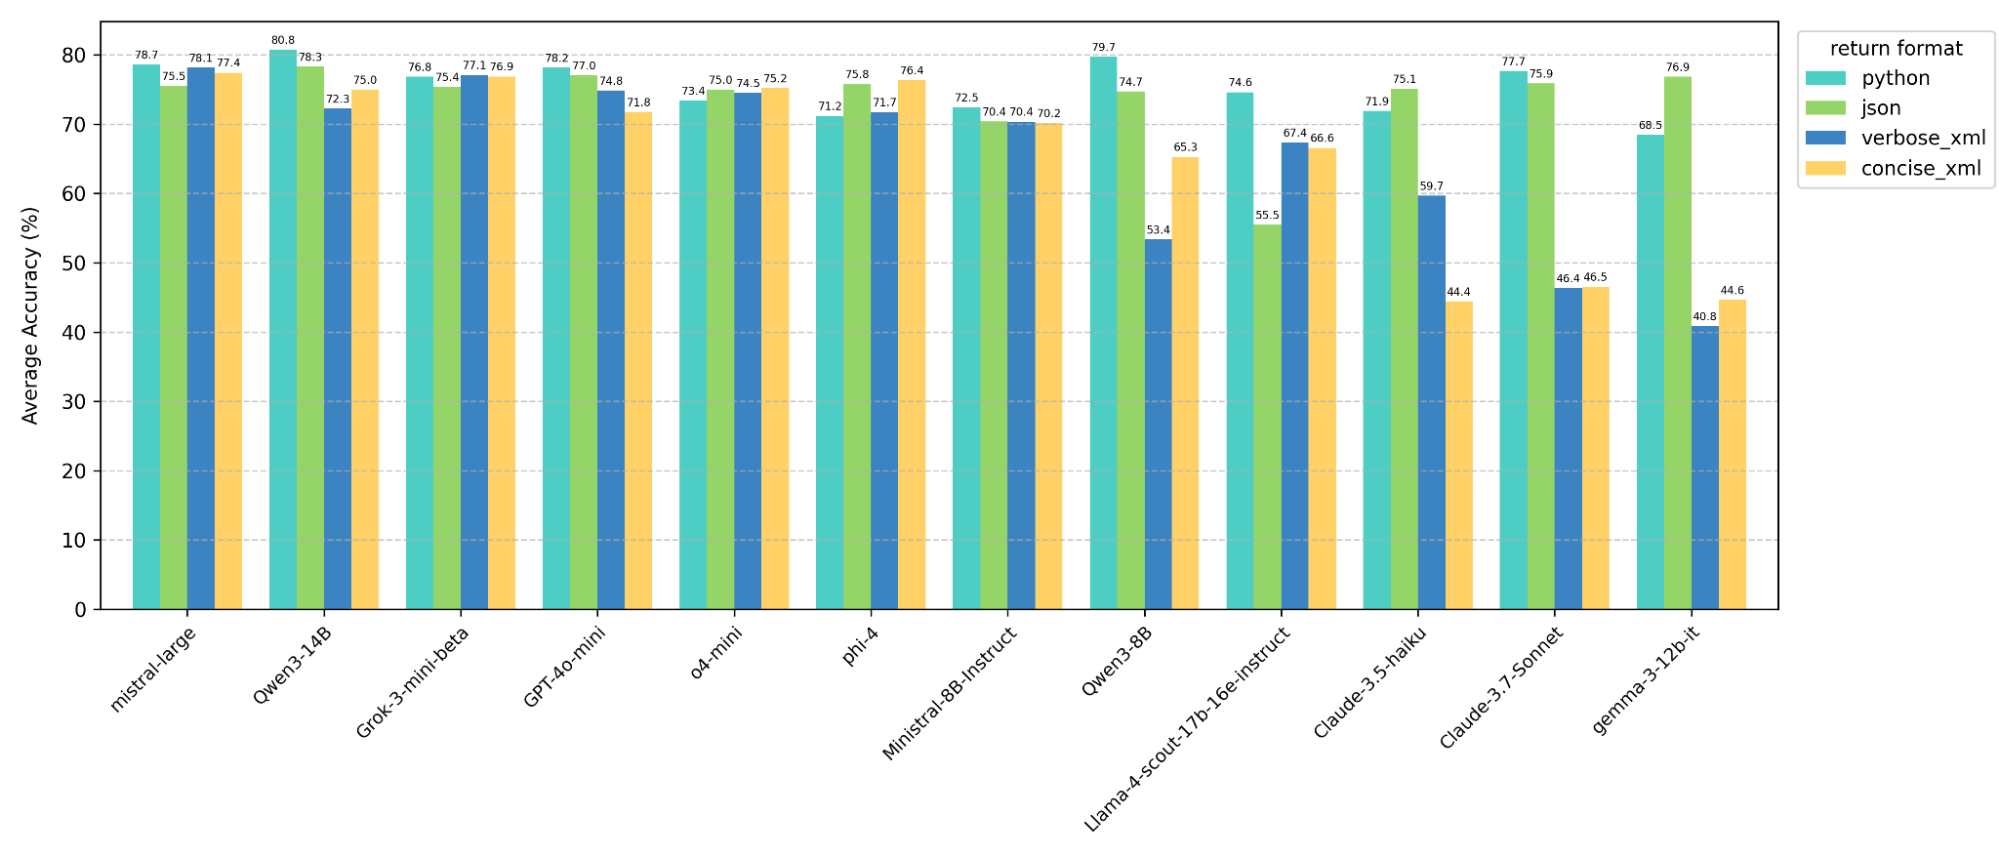 return format
python
json
verbose_xml
concise_xml
Average Accuracy (%)
80
70
60
50
40
30
20
10
0
78.7 75.5 78.1 77.4
80.8 78.3 72.3 75.0
76.8 75.4 77.1 76.9
78.2 77.0 74.8 71.8
73.4 75.0 74.5 75.2
71.2 75.8 71.7 76.4
72.5 70.4 70.4 70.2
79.7 74.7 53.4 65.3
74.6 55.5 67.4 66.6
71.9 75.1 59.7 44.4
77.7 75.9 46.4 46.5
68.5 76.9 40.8 44.6
mistral-large
Qwen3-14B
Grok-3-mini-beta
GPT-4o-mini
o4-mini
phi-4
Ministral-8B-Instruct
Qwen3-8B
Llama-4-scout-17b-16e-instruct
Claude-3.5-haiku
Claude-3.7-Sonnet
gemma-3-12b-it